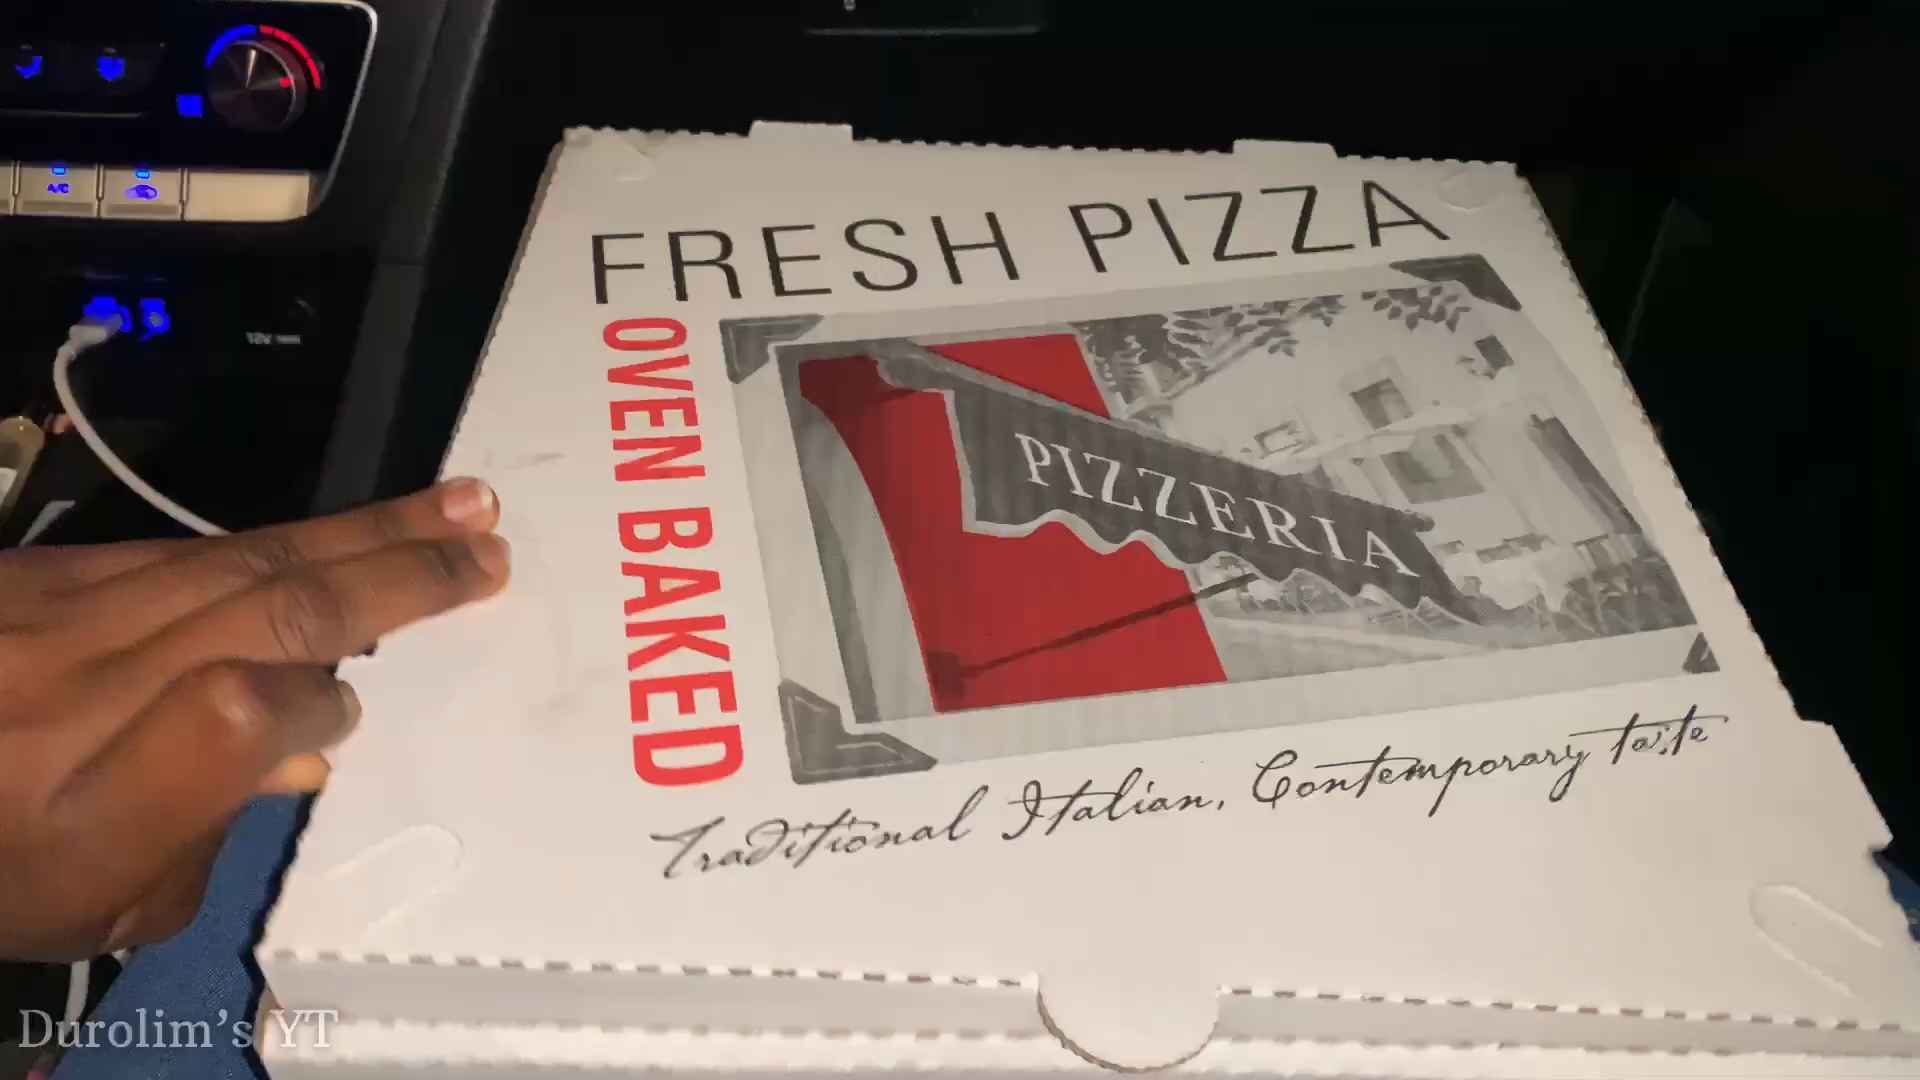 A/C
12V
FRESH PIZZA
OVEN BAKED
PIZZERIA
Traditional Italian, Contemporary taste
Durolim's YT